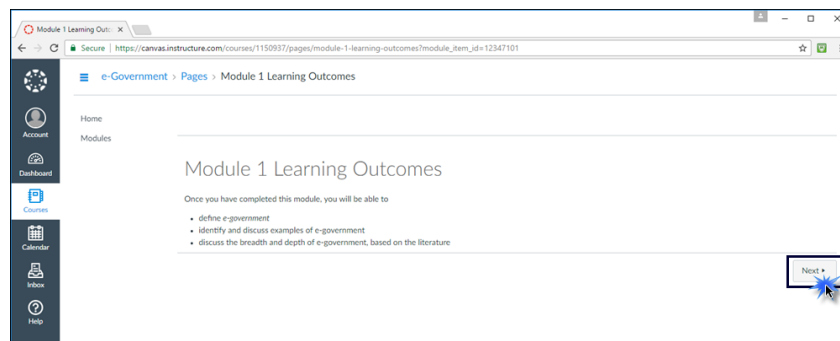 Module 1 Learning Outc
Secure | https://canvas.instructure.com/courses/1150937/pages/module-1-learning-outcomes?module_item_id=12347101
e-Government > Pages > Module 1 Learning Outcomes
Account
Dashboard
Courses
Calendar
Inbox
Help
Home
Modules
Module 1 Learning Outcomes
Once you have completed this module, you will be able to
• define e-government
• identify and discuss examples of e-government
• discuss the breadth and depth of e-government, based on the literature
Next